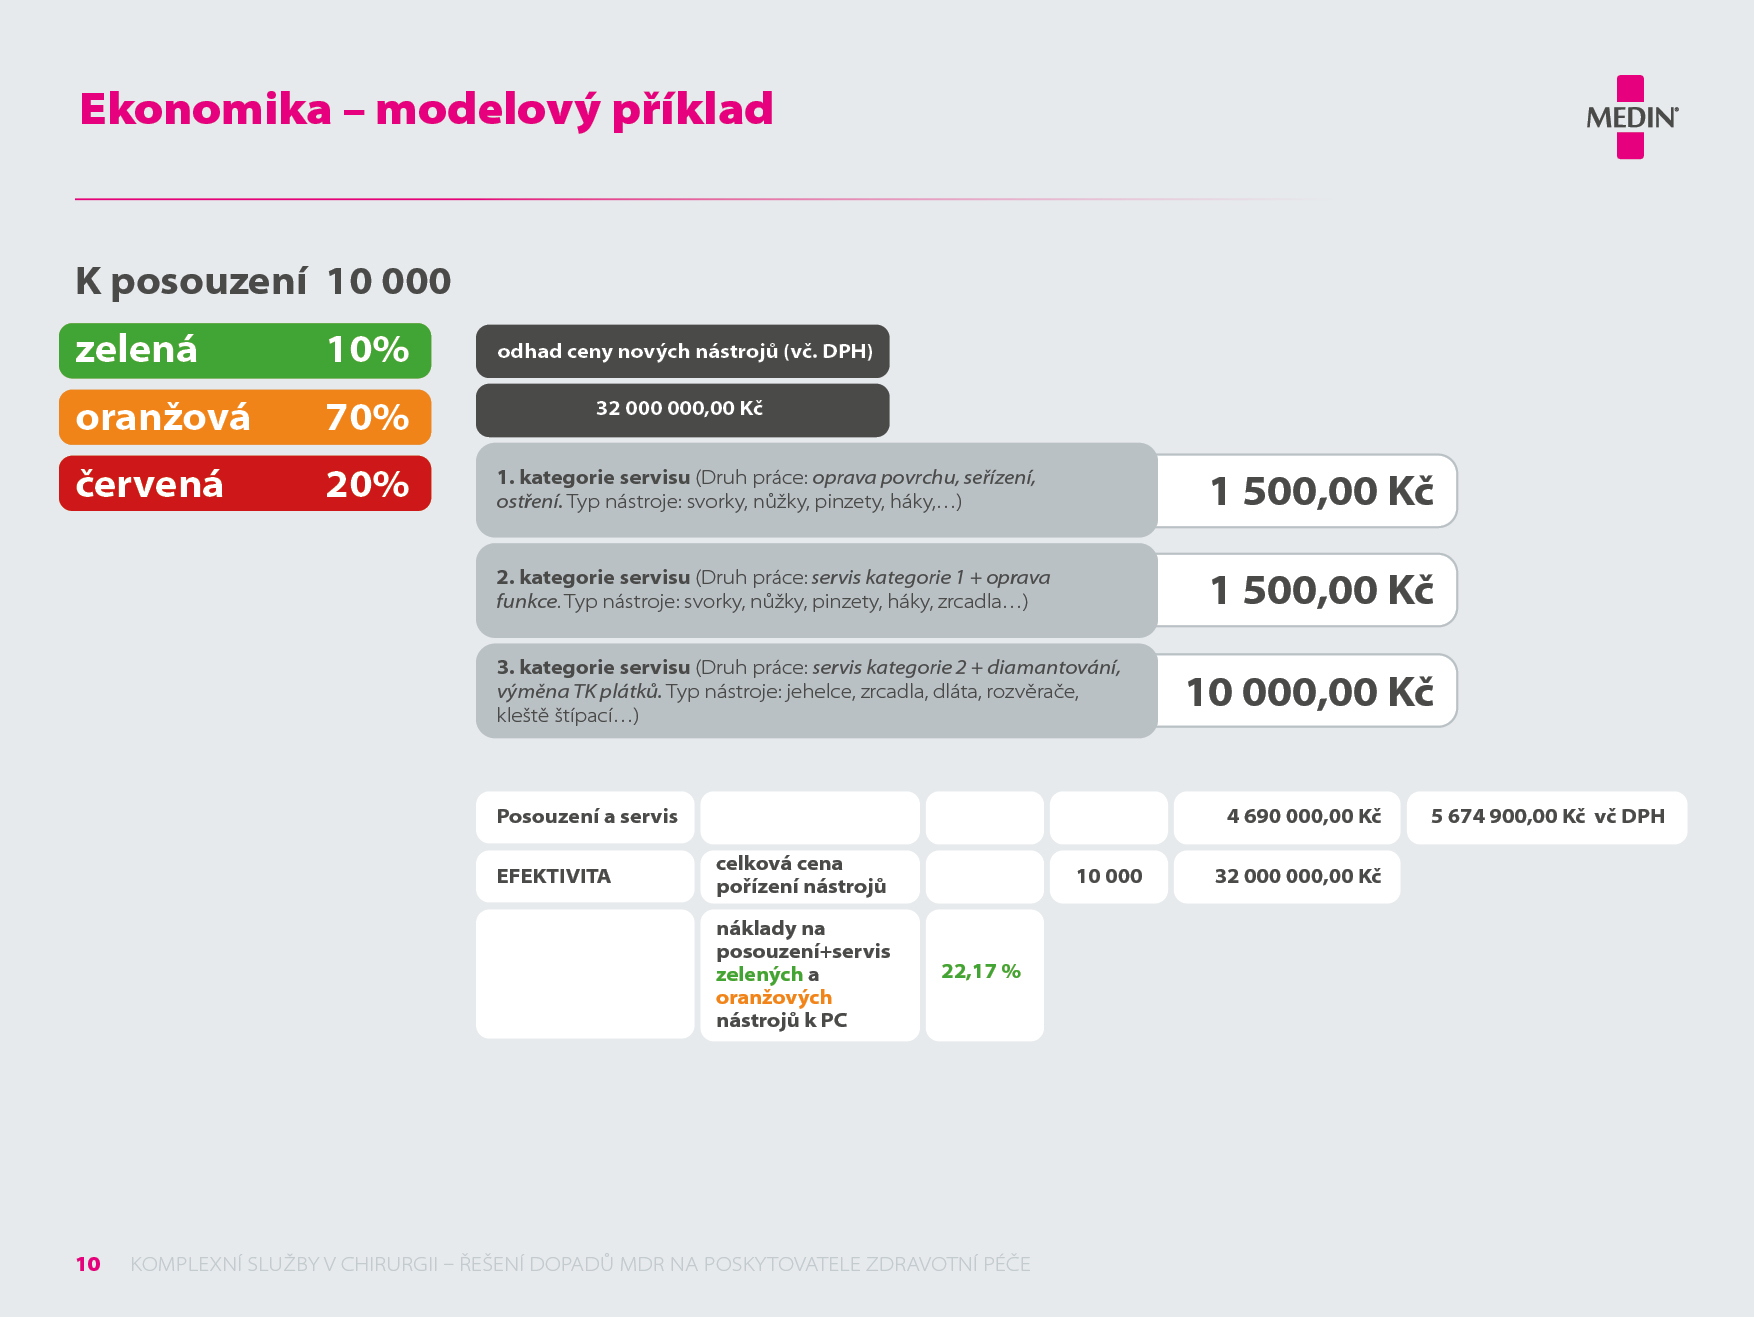 Ekonomika – modelový příklad
MEDIN®
K posouzení 10 000
zelená 10%
oranžová 70%
červená 20%
odhad ceny nových nástrojů (vč. DPH)
32 000 000,00 Kč
1. kategorie servisu (Druh práce: oprava povrchu, seřízení,
ostření. Typ nástroje: svorky, nůžky, pinzety, háky,…)
1 500,00 Kč
2. kategorie servisu (Druh práce: servis kategorie 1 + oprava
funkce. Typ nástroje: svorky, nůžky, pinzety, háky, zrcadla…)
1 500,00 Kč
3. kategorie servisu (Druh práce: servis kategorie 2 + diamantování,
výměna TK plátků. Typ nástroje: jehelce, zrcadla, dláta, rozvěrače,
kleště štípací…)
10 000,00 Kč
Posouzení a servis 4 690 000,00 Kč 5 674 900,00 Kč vč DPH
EFEKTIVITA
celková cena
pořízení nástrojů
10 000 32 000 000,00 Kč
náklady na
posouzení+servis
zelených a
oranžových
nástrojů k PC
22,17 %
10 KOMPLEXNÍ SLUŽBY V CHIRURGII – ŘEŠENÍ DOPADŮ MDR NA POSKYTOVATELE ZDRAVOTNÍ PÉČE